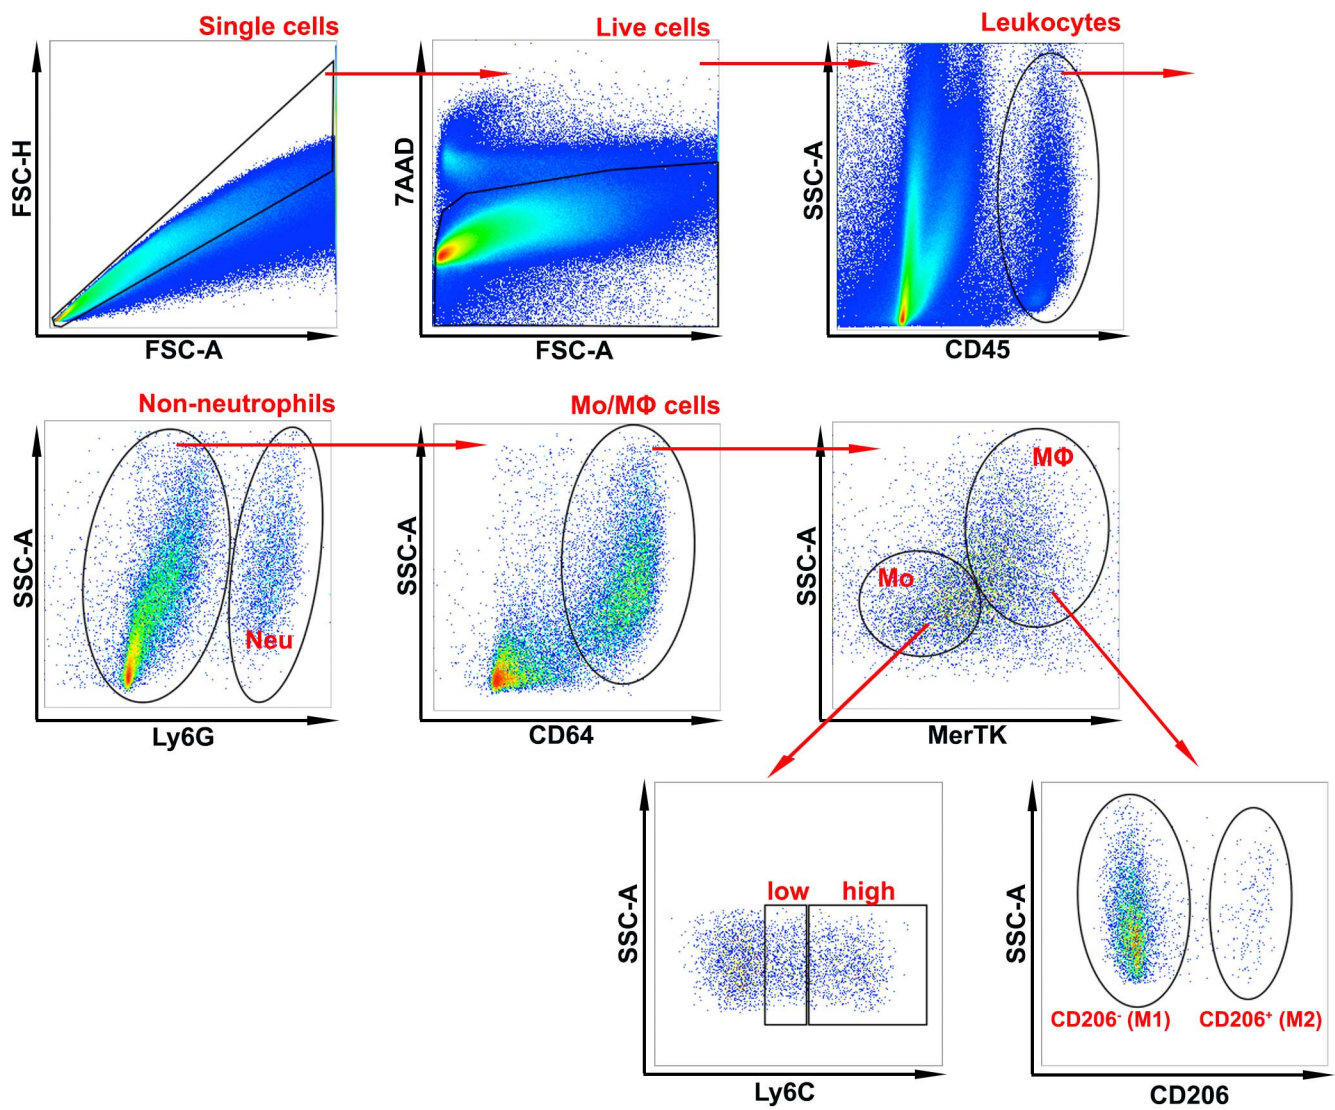 Single cells
FSC-H
FSC-A
Live cells
7AAD
FSC-A
Leukocytes
SSC-A
CD45
Non-neutrophils
SSC-A
Neu
Ly6G
Mo/MΦ cells
SSC-A
CD64
SSC-A
MΦ
Mo
MerTK
SSC-A
low
high
Ly6C
SSC-A
CD206⁻ (M1)
CD206⁺ (M2)
CD206